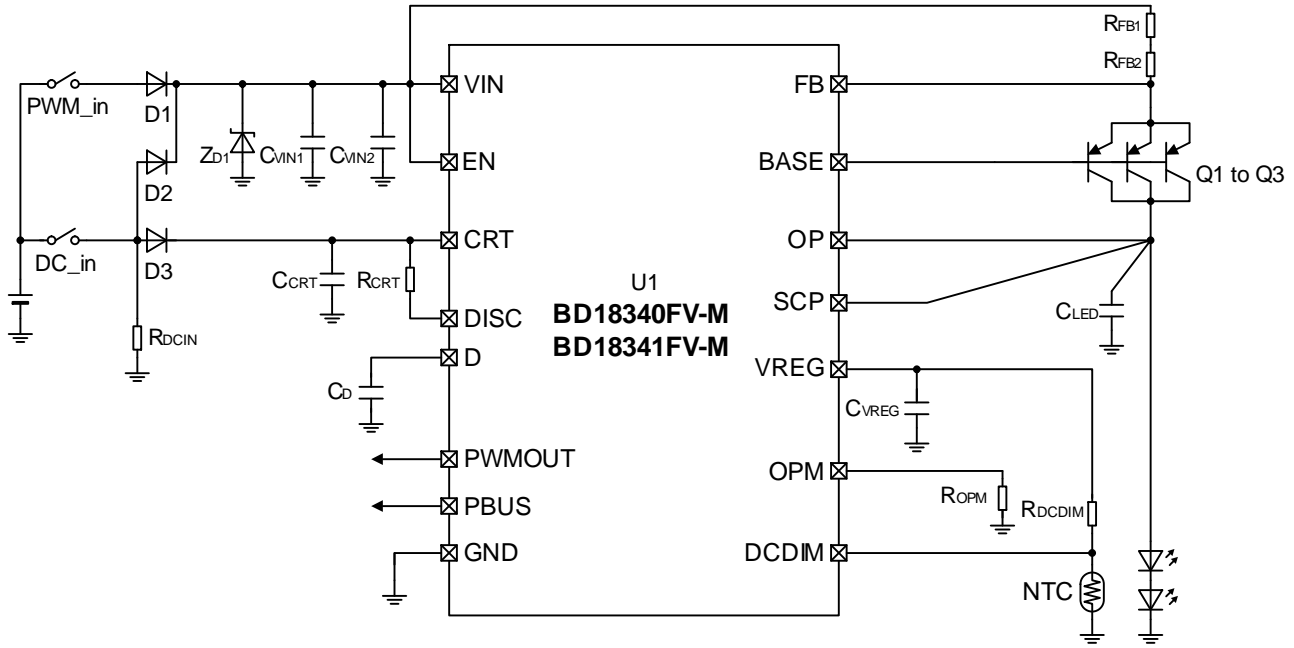 RFB1
RFB2
PWM_in
D1
D2
DC_in
D3
ZD1
CVIN1
CVIN2
CCRT
RCRT
RDCIN
CD
VIN
EN
CRT
DISC
D
PWMOUT
PBUS
GND
U1
BD18340FV-M
BD18341FV-M
FB
BASE
OP
SCP
VREG
OPM
DCDIM
Q1 to Q3
CLED
CVREG
ROPM
RDCDIM
NTC